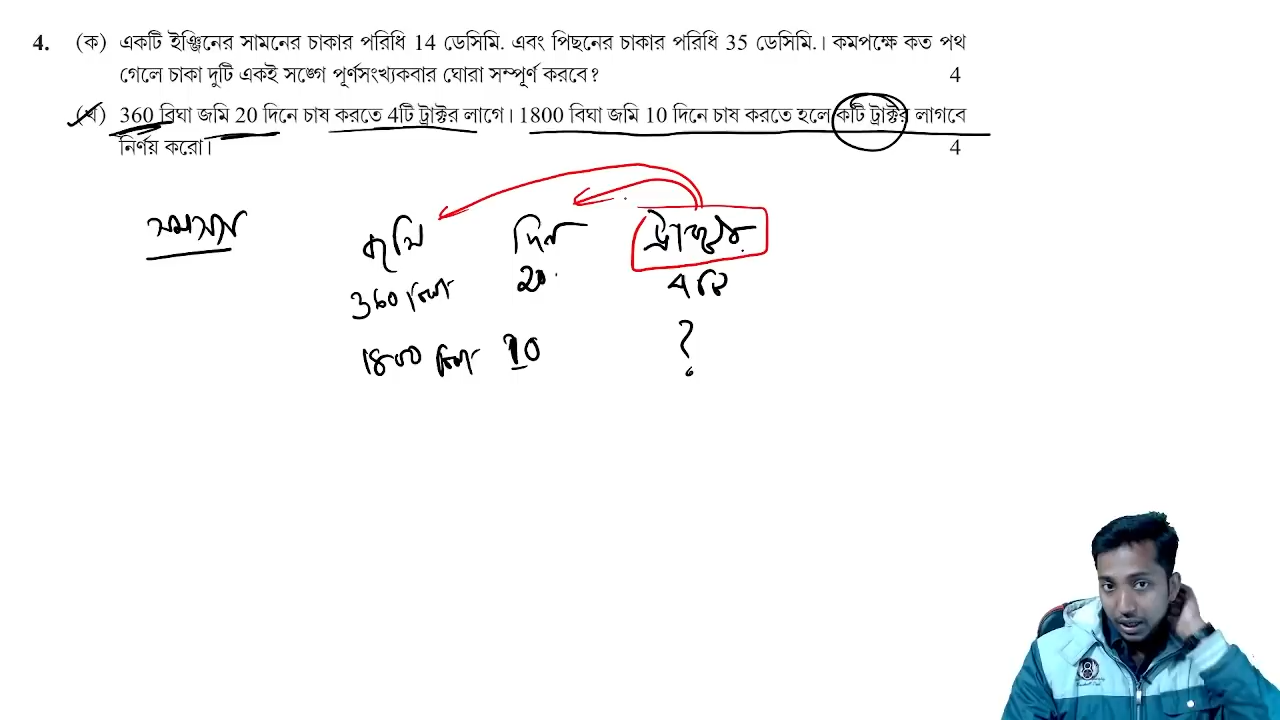 4. (ক) একটি ইঞ্জিনের সামনের চাকার পরিধি 14 ডেসিমি. এবং পিছনের চাকার পরিধি 35 ডেসিমি.। কমপক্ষে কত পথ
গেলে চাকা দুটি একই সঙ্গে পূর্ণসংখ্যকবার ঘোরা সম্পূর্ণ করবে? 4
(খ) 360 বিঘা জমি 20 দিনে চাষ করতে 4টি ট্রাক্টর লাগে। 1800 বিঘা জমি 10 দিনে চাষ করতে হলে কটি ট্রাক্টর লাগবে
নির্ণয় করো। 4
জমি দিন ট্রাক্টর
360 বিঘা 20 4টি
1800 বিঘা 10 ?